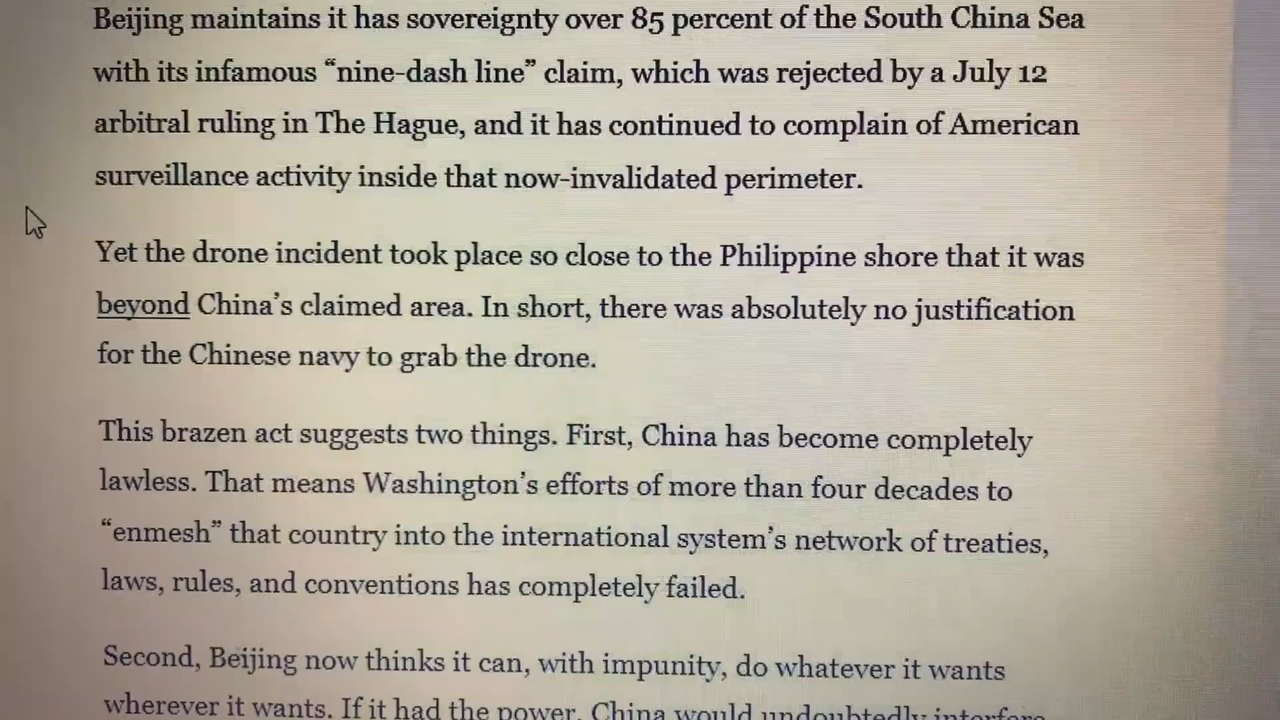 Beijing maintains it has sovereignty over 85 percent of the South China Sea
with its infamous “nine-dash line” claim, which was rejected by a July 12
arbitral ruling in The Hague, and it has continued to complain of American
surveillance activity inside that now-invalidated perimeter.
Yet the drone incident took place so close to the Philippine shore that it was
beyond China’s claimed area. In short, there was absolutely no justification
for the Chinese navy to grab the drone.
This brazen act suggests two things. First, China has become completely
lawless. That means Washington’s efforts of more than four decades to
“enmesh” that country into the international system’s network of treaties,
laws, rules, and conventions has completely failed.
Second, Beijing now thinks it can, with impunity, do whatever it wants
wherever it wants. If it had the power, China would undoubtedly interfere